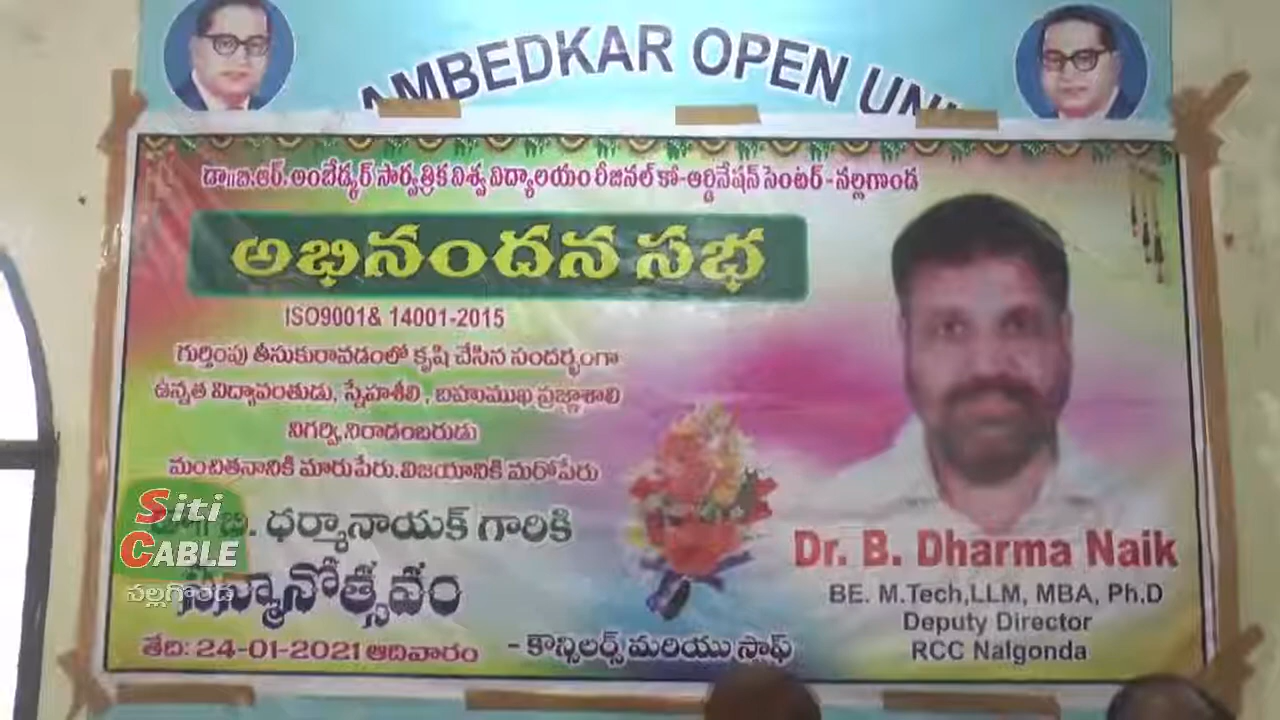 AMBEDKAR OPEN UNI
డా॥బి.ఆర్. అంబేడ్కర్ సార్వత్రిక విశ్వ విద్యాలయం రీజినల్ కో-ఆర్డినేషన్ సెంటర్ - నల్లగొండ
అభినందన సభ
ISO9001& 14001-2015
గుర్తింపు తీసుకురావడంలో కృషి చేసిన సందర్భంగా
ఉన్నత విద్యావంతుడు, స్నేహశీలి, బహుముఖ ప్రజ్ఞాశాలి
నిగర్వి,నిరాడంబరుడు
మంచితనానికి మారుపేరు.విజయానికి మరోపేరు
బి. ధర్మానాయక్ గారికి
సన్మానోత్సవం
తేది: 24-01-2021 ఆదివారం
- కౌన్సిలర్స్ మరియు స్టాఫ్
Dr. B. Dharma Naik
BE. M.Tech,LLM, MBA, Ph.D
Deputy Director
RCC Nalgonda
Siti
CABLE
నల్లగొండ